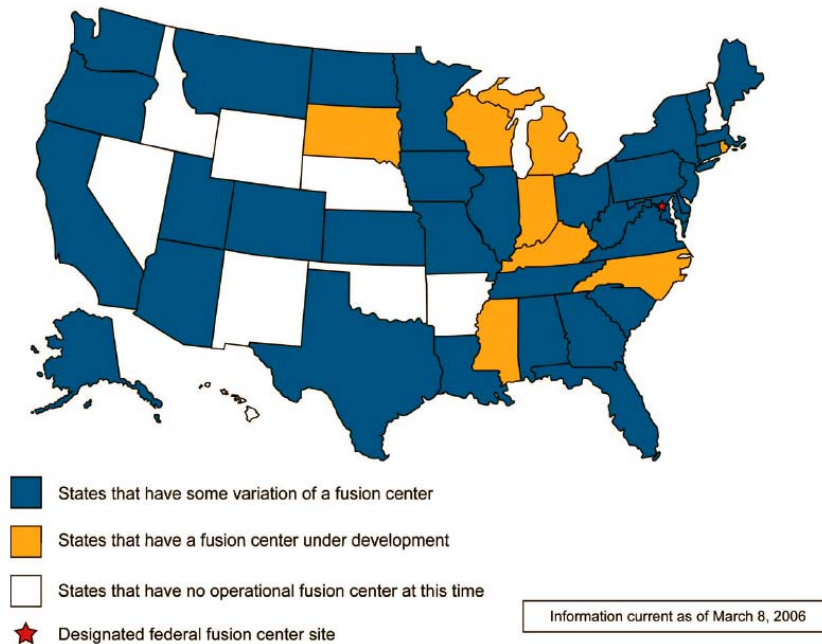 States that have some variation of a fusion center
States that have a fusion center under development
States that have no operational fusion center at this time
Designated federal fusion center site
Information current as of March 8, 2006